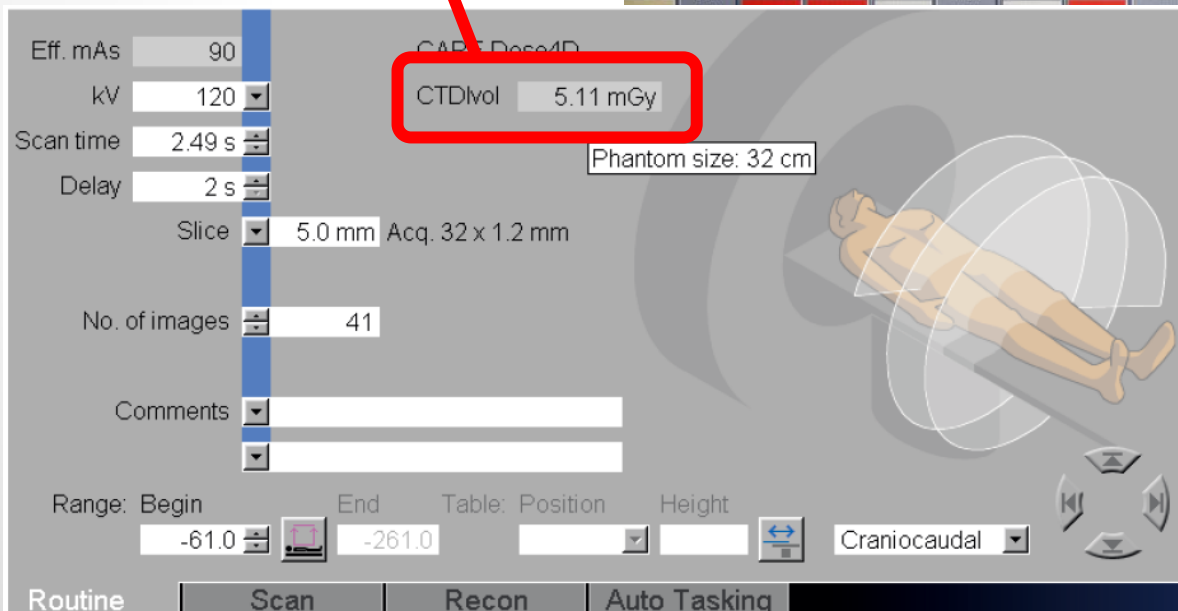 Eff. mAs 90 CARE Dose4D
kV 120 CTDIvol 5.11 mGy
Scan time 2.49 s Phantom size: 32 cm
Delay 2 s
Slice 5.0 mm Acq. 32 x 1.2 mm
No. of images 41
Comments
Range: Begin End Table: Position Height
-61.0 -261.0 Craniocaudal
Routine Scan Recon Auto Tasking